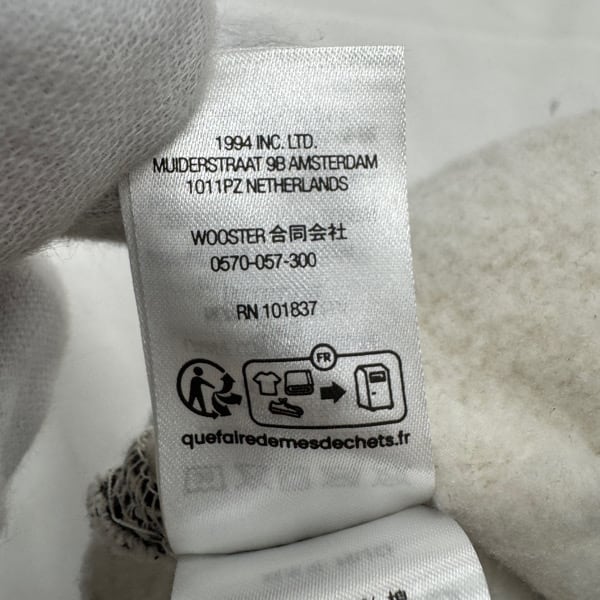 1994 INC. LTD.
MUIDERSTRAAT 9B AMSTERDAM
1011PZ NETHERLANDS
WOOSTER 合同会社
0570-057-300
RN 101837
FR
quefairedemesdechets.fr